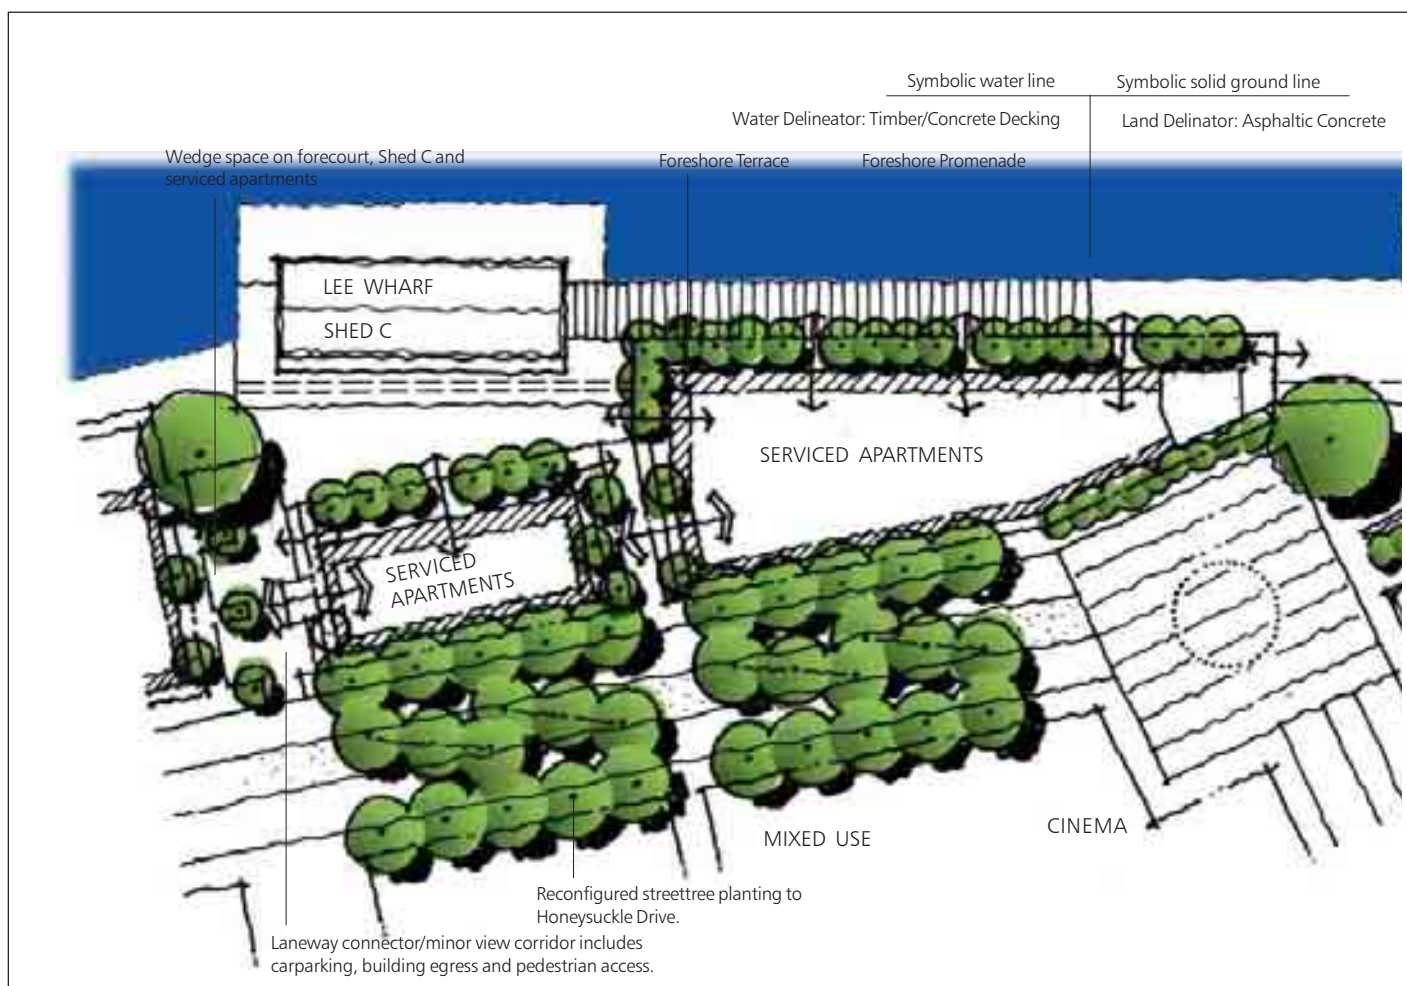 Symbolic water line
Symbolic solid ground line
Water Delineator: Timber/Concrete Decking
Land Delinator: Asphaltic Concrete
Wedge space on forecourt, Shed C and
serviced apartments
Foreshore Terrace
Foreshore Promenade
LEE WHARF
SHED C
SERVICED APARTMENTS
SERVICED
APARTMENTS
MIXED USE
CINEMA
Reconfigured streettree planting to
Honeysuckle Drive.
Laneway connector/minor view corridor includes
carparking, building egress and pedestrian access.